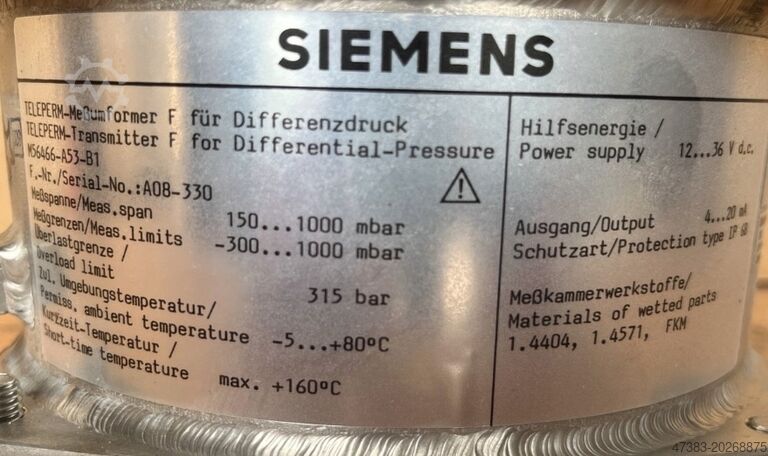 SIEMENS
TELEPERM-Meßumformer F für Differenzdruck
TELEPERM-Transmitter F for Differential-Pressure
M56466-A53-B1
F.-Nr./Serial-No.:A08-330
Meßspanne/Meas.span 150...1000 mbar
Meßgrenzen/Meas.limits -300...1000 mbar
Überlastgrenze /
Overload limit 315 bar
Zul. Umgebungstemperatur/
Permiss. ambient temperature -5...+80ºC
Kurzzeit-Temperatur /
Short-time temperature max. +160ºC
Hilfsenergie /
Power supply 12...36 V d.c.
Ausgang/Output 4...20 mA
Schutzart/Protection type IP 68
Meßkammerwerkstoffe/
Materials of wetted parts
1.4404, 1.4571, FKM
47383-20268875